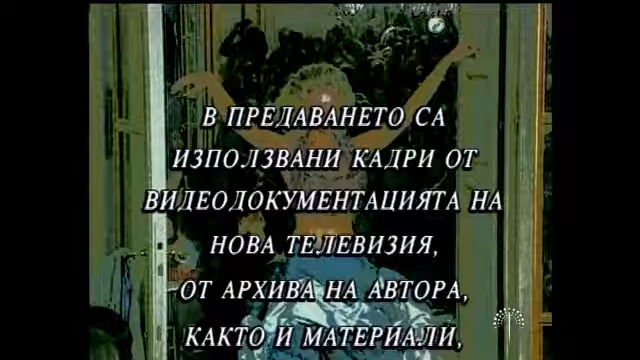 В ПРЕДАВАНЕТО СА
ИЗПОЛЗВАНИ КАДРИ ОТ
ВИДЕОДОКУМЕНТАЦИЯТА НА
НОВА ТЕЛЕВИЗИЯ,
ОТ АРХИВА НА АВТОРА,
КАКТО И МАТЕРИАЛИ,